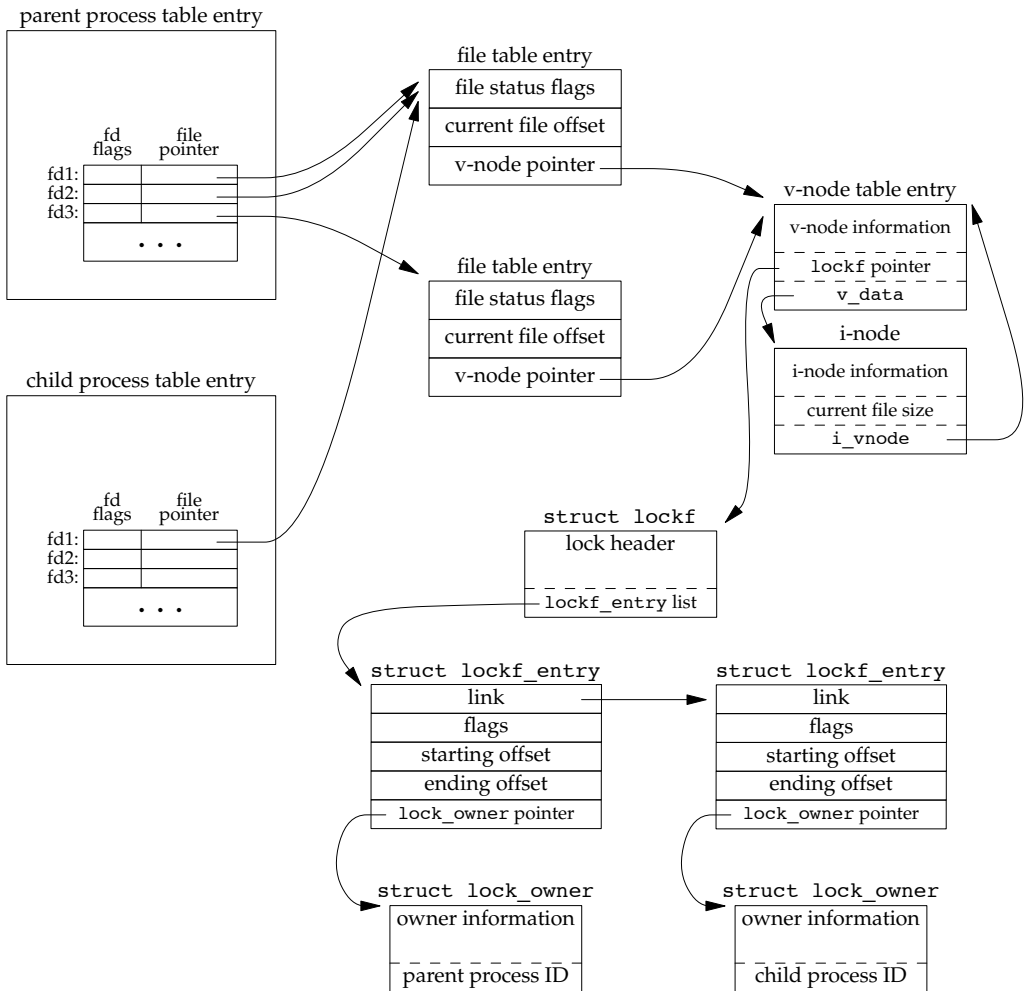 parent process table entry
fd flags
file pointer
fd1:
fd2:
fd3:
. . .
child process table entry
fd flags
file pointer
fd1:
fd2:
fd3:
. . .
file table entry
file status flags
current file offset
v-node pointer
file table entry
file status flags
current file offset
v-node pointer
v-node table entry
v-node information
lockf pointer
v_data
i-node
i-node information
current file size
i_vnode
struct lockf
lock header
lockf_entry list
struct lockf_entry
link
flags
starting offset
ending offset
lock_owner pointer
struct lockf_entry
link
flags
starting offset
ending offset
lock_owner pointer
struct lock_owner
owner information
parent process ID
struct lock_owner
owner information
child process ID